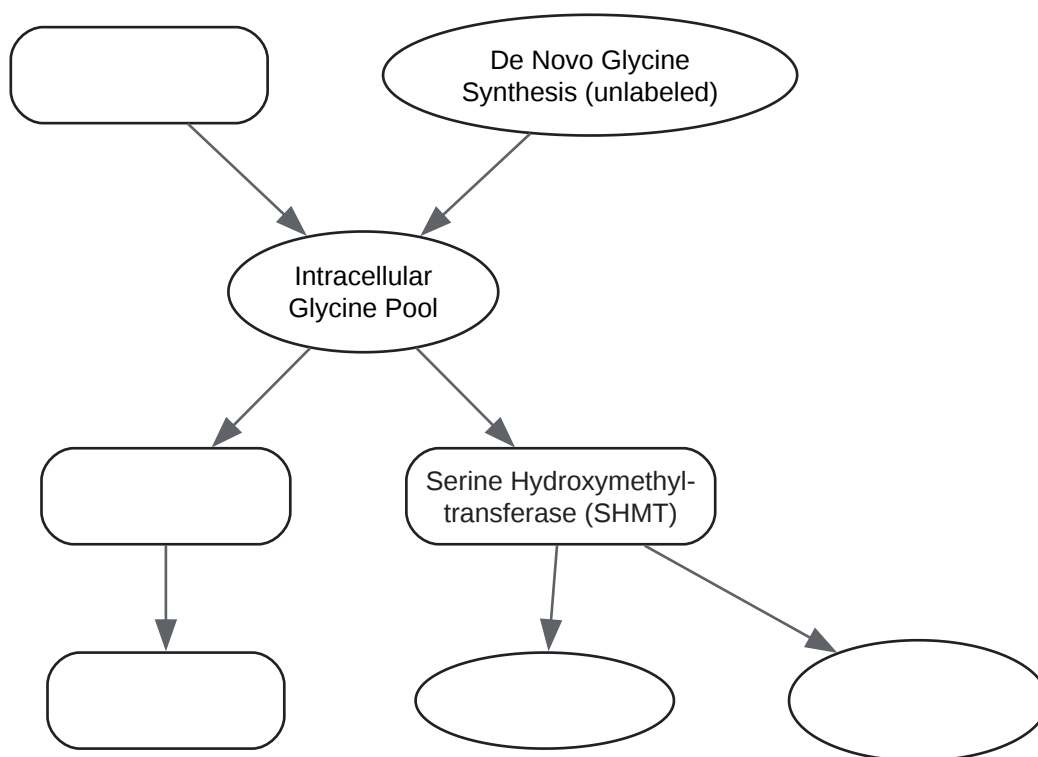 De Novo Glycine
Synthesis (unlabeled)
Intracellular
Glycine Pool
Serine Hydroxymethyl-
transferase (SHMT)